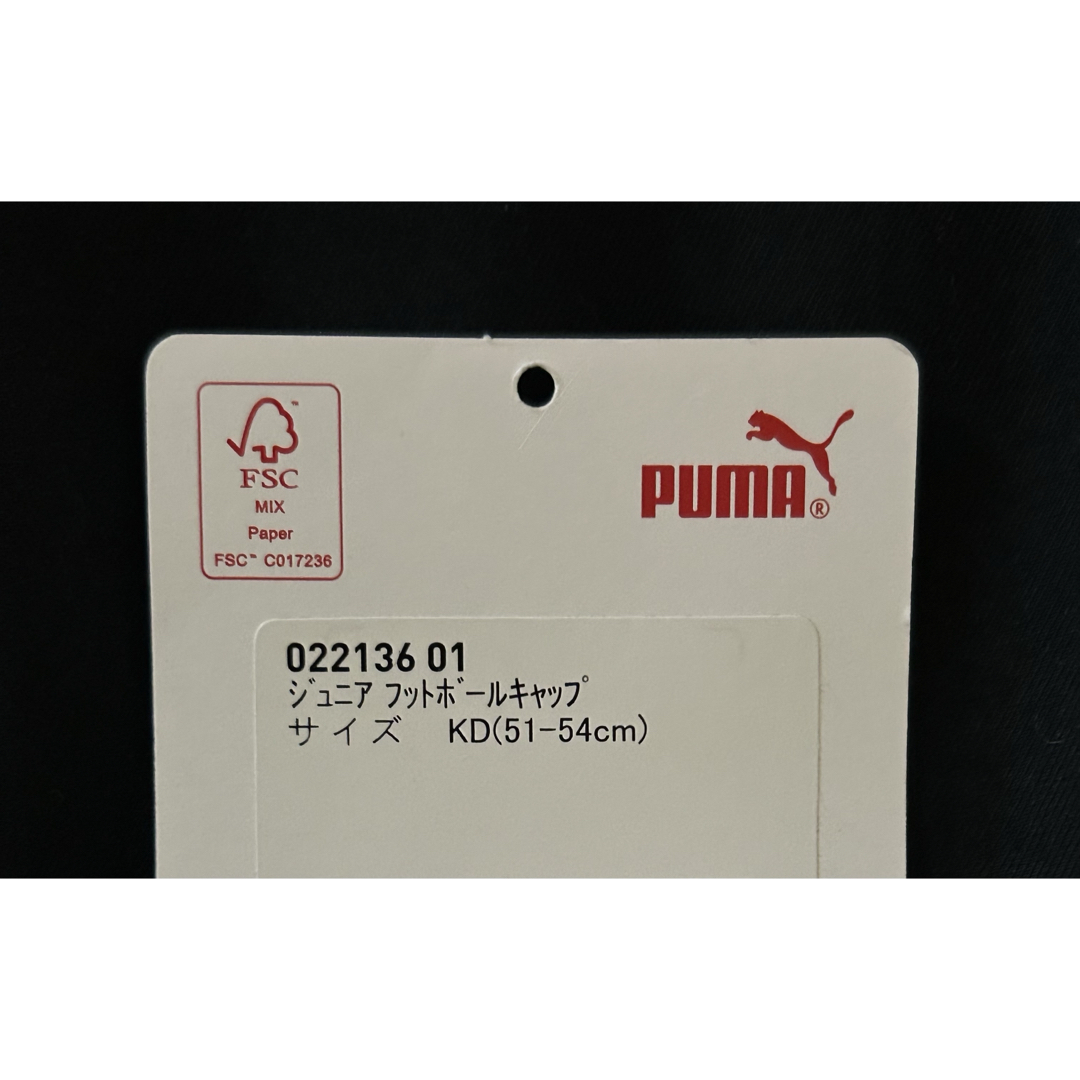 FSC
MIX
Paper
FSC™ C017236
PUMA®
022136 01
ｼﾞｭﾆｱ ﾌｯﾄﾎﾞｰﾙｷｬｯﾌﾟ
サイズ KD(51-54cm)